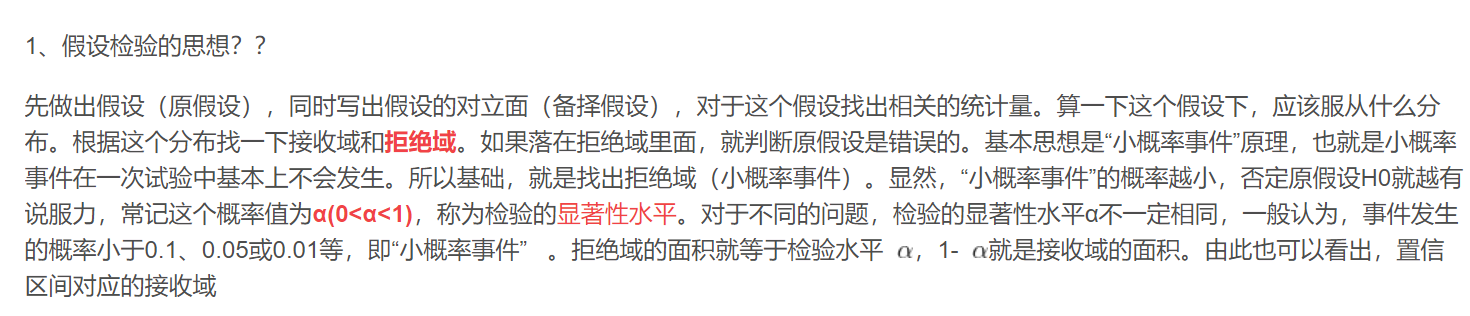 1、假设检验的思想？？
先做出假设（原假设），同时写出假设的对立面（备择假设），对于这个假设找出相关的统计量。算一下这个假设下，应该服从什么分
布。根据这个分布找一下接收域和拒绝域。如果落在拒绝域里面，就判断原假设是错误的。基本思想是“小概率事件”原理，也就是小概率
事件在一次试验中基本上不会发生。所以基础，就是找出拒绝域（小概率事件）。显然，“小概率事件”的概率越小，否定原假设H0就越有
说服力，常记这个概率值为α(0<α<1)，称为检验的显著性水平。对于不同的问题，检验的显著性水平α不一定相同，一般认为，事件发生
的概率小于0.1、0.05或0.01等，即“小概率事件” 。拒绝域的面积就等于检验水平 α，1- α就是接收域的面积。由此也可以看出，置信
区间对应的接收域